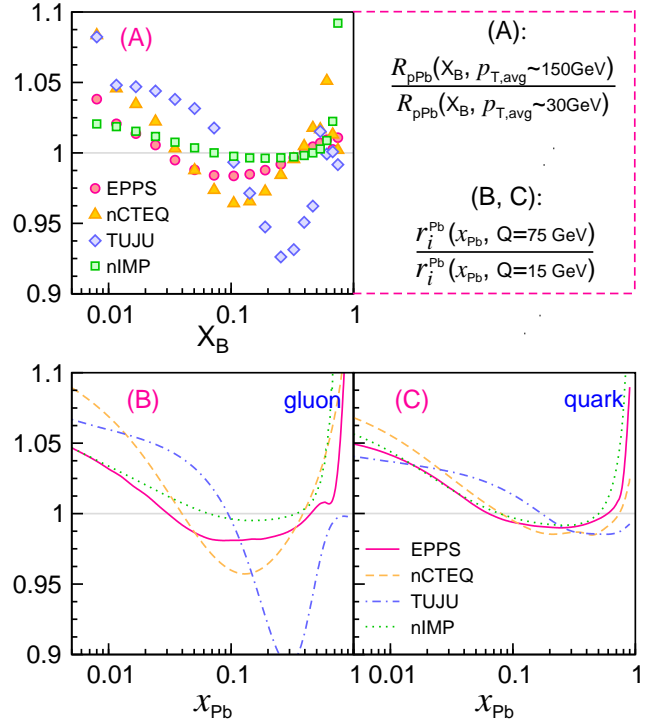 1.1
(A)
1.05
1
EPPS
nCTEQ
0.95
TUJU
nIMP
0.9
0.01
0.1
1
X_B
(A):
R_pPb(X_B, p_T,avg~150GeV)
R_pPb(X_B, p_T,avg~30GeV)
(B, C):
r_i^Pb(x_Pb, Q=75 GeV)
r_i^Pb(x_Pb, Q=15 GeV)
1.1
(B)
gluon
1.05
1
0.95
0.9
0.01
0.1
x_Pb
(C)
quark
EPPS
nCTEQ
TUJU
nIMP
0.01
0.1
1
x_Pb